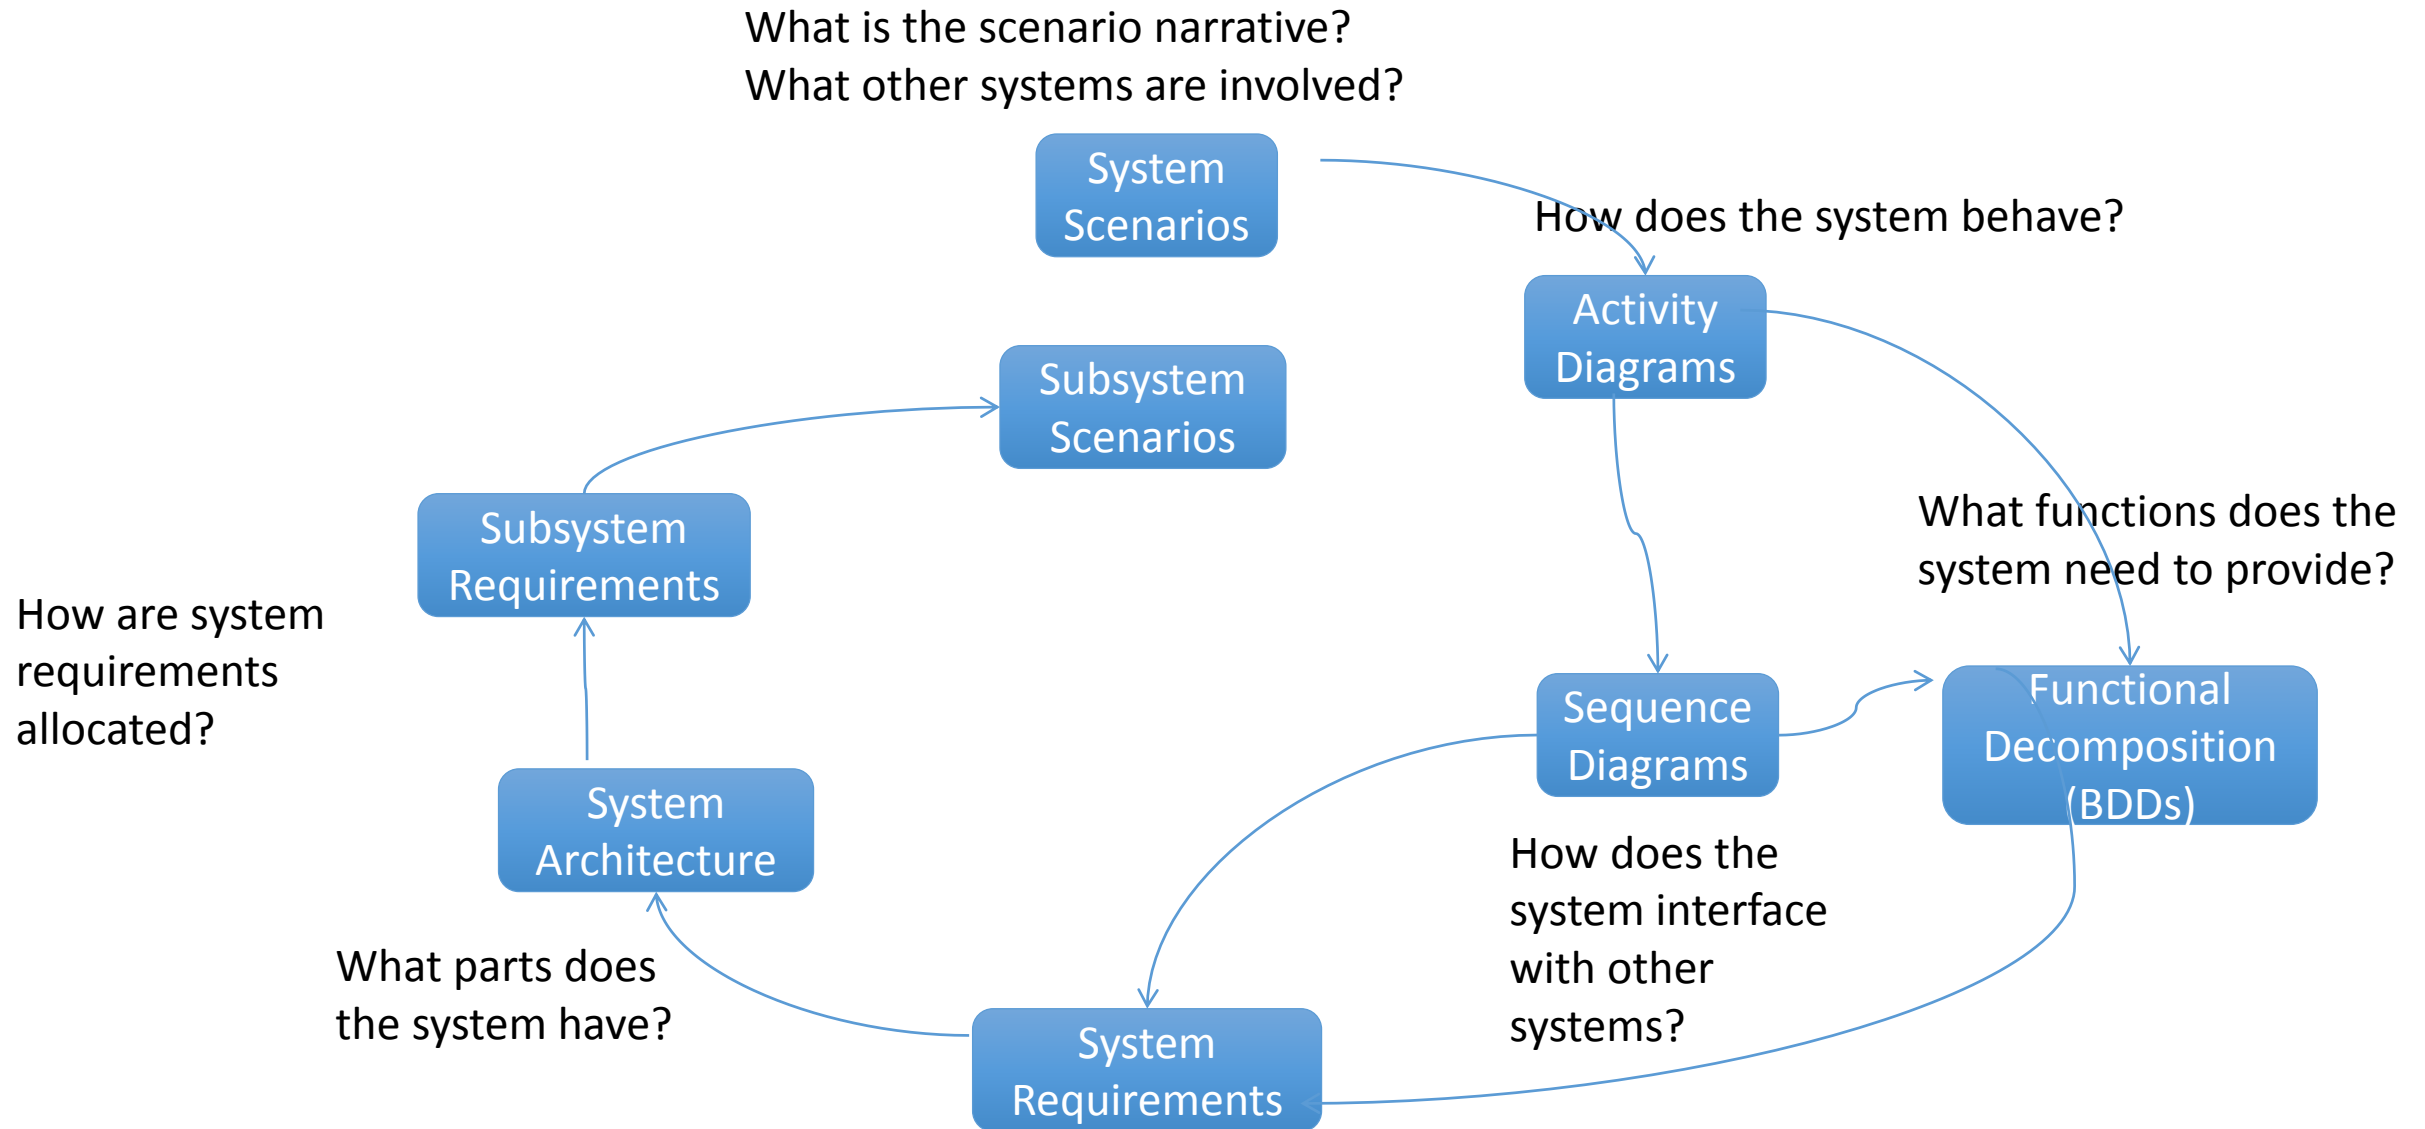 What is the scenario narrative?
What other systems are involved?
System
Scenarios
How does the system behave?
Activity
Diagrams
Subsystem
Scenarios
Subsystem
Requirements
What functions does the
system need to provide?
How are system
requirements
allocated?
Sequence
Diagrams
Functional
Decomposition
(BDDs)
System
Architecture
How does the
system interface
with other
systems?
What parts does
the system have?
System
Requirements